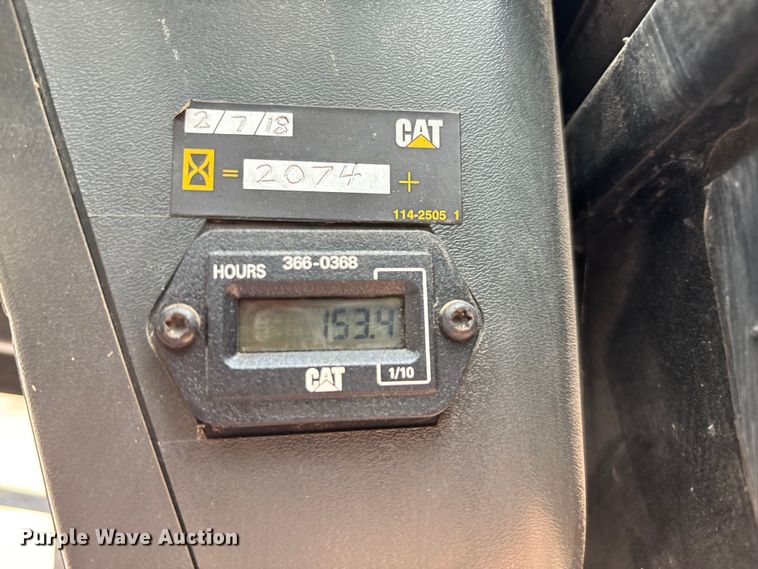 2/7/18
CAT
= 2074 +
114-2505 1
HOURS 366-0368
153.4
CAT
1/10
Purple Wave Auction